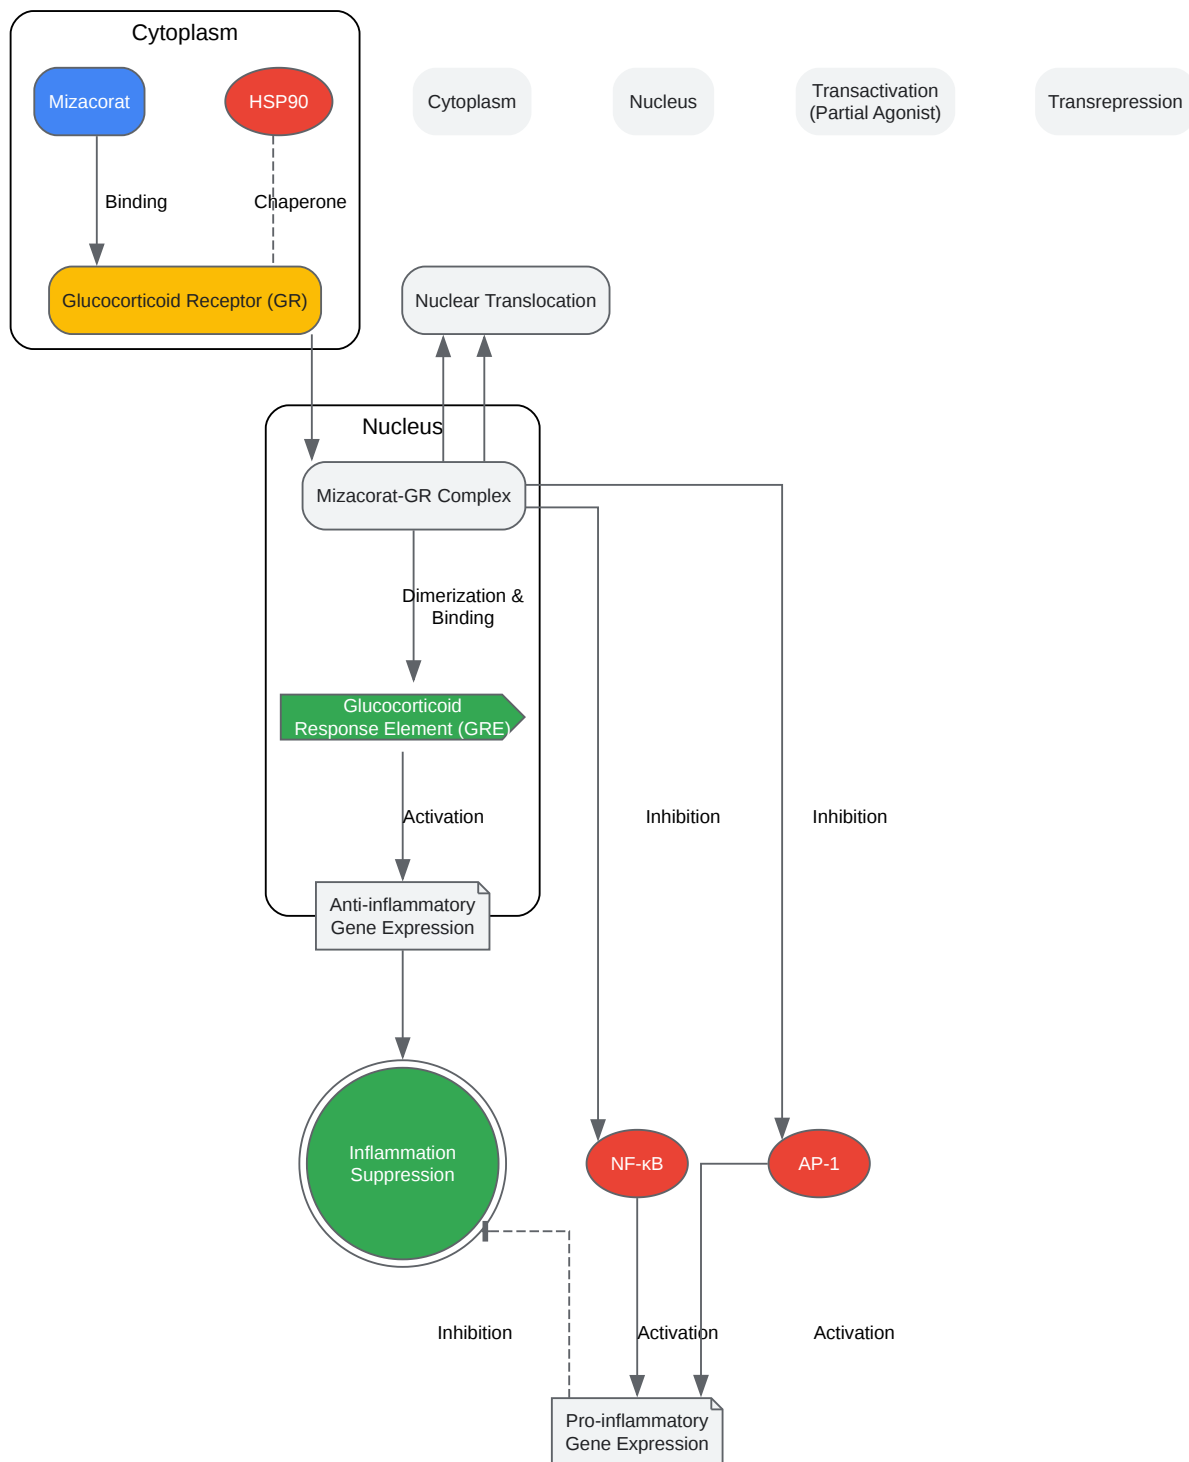 Cytoplasm
Mizacorat
HSP90
Cytoplasm
Nucleus
Transactivation
(Partial Agonist)
Transrepression
Binding
Chaperone
Glucocorticoid Receptor (GR)
Nuclear Translocation
Nucleus
Mizacorat-GR Complex
Dimerization &
Binding
Glucocorticoid
Response Element (GRE)
Activation
Inhibition
Inhibition
Anti-inflammatory
Gene Expression
Inflammation
Suppression
NF-κB
AP-1
Inhibition
Activation
Activation
Pro-inflammatory
Gene Expression